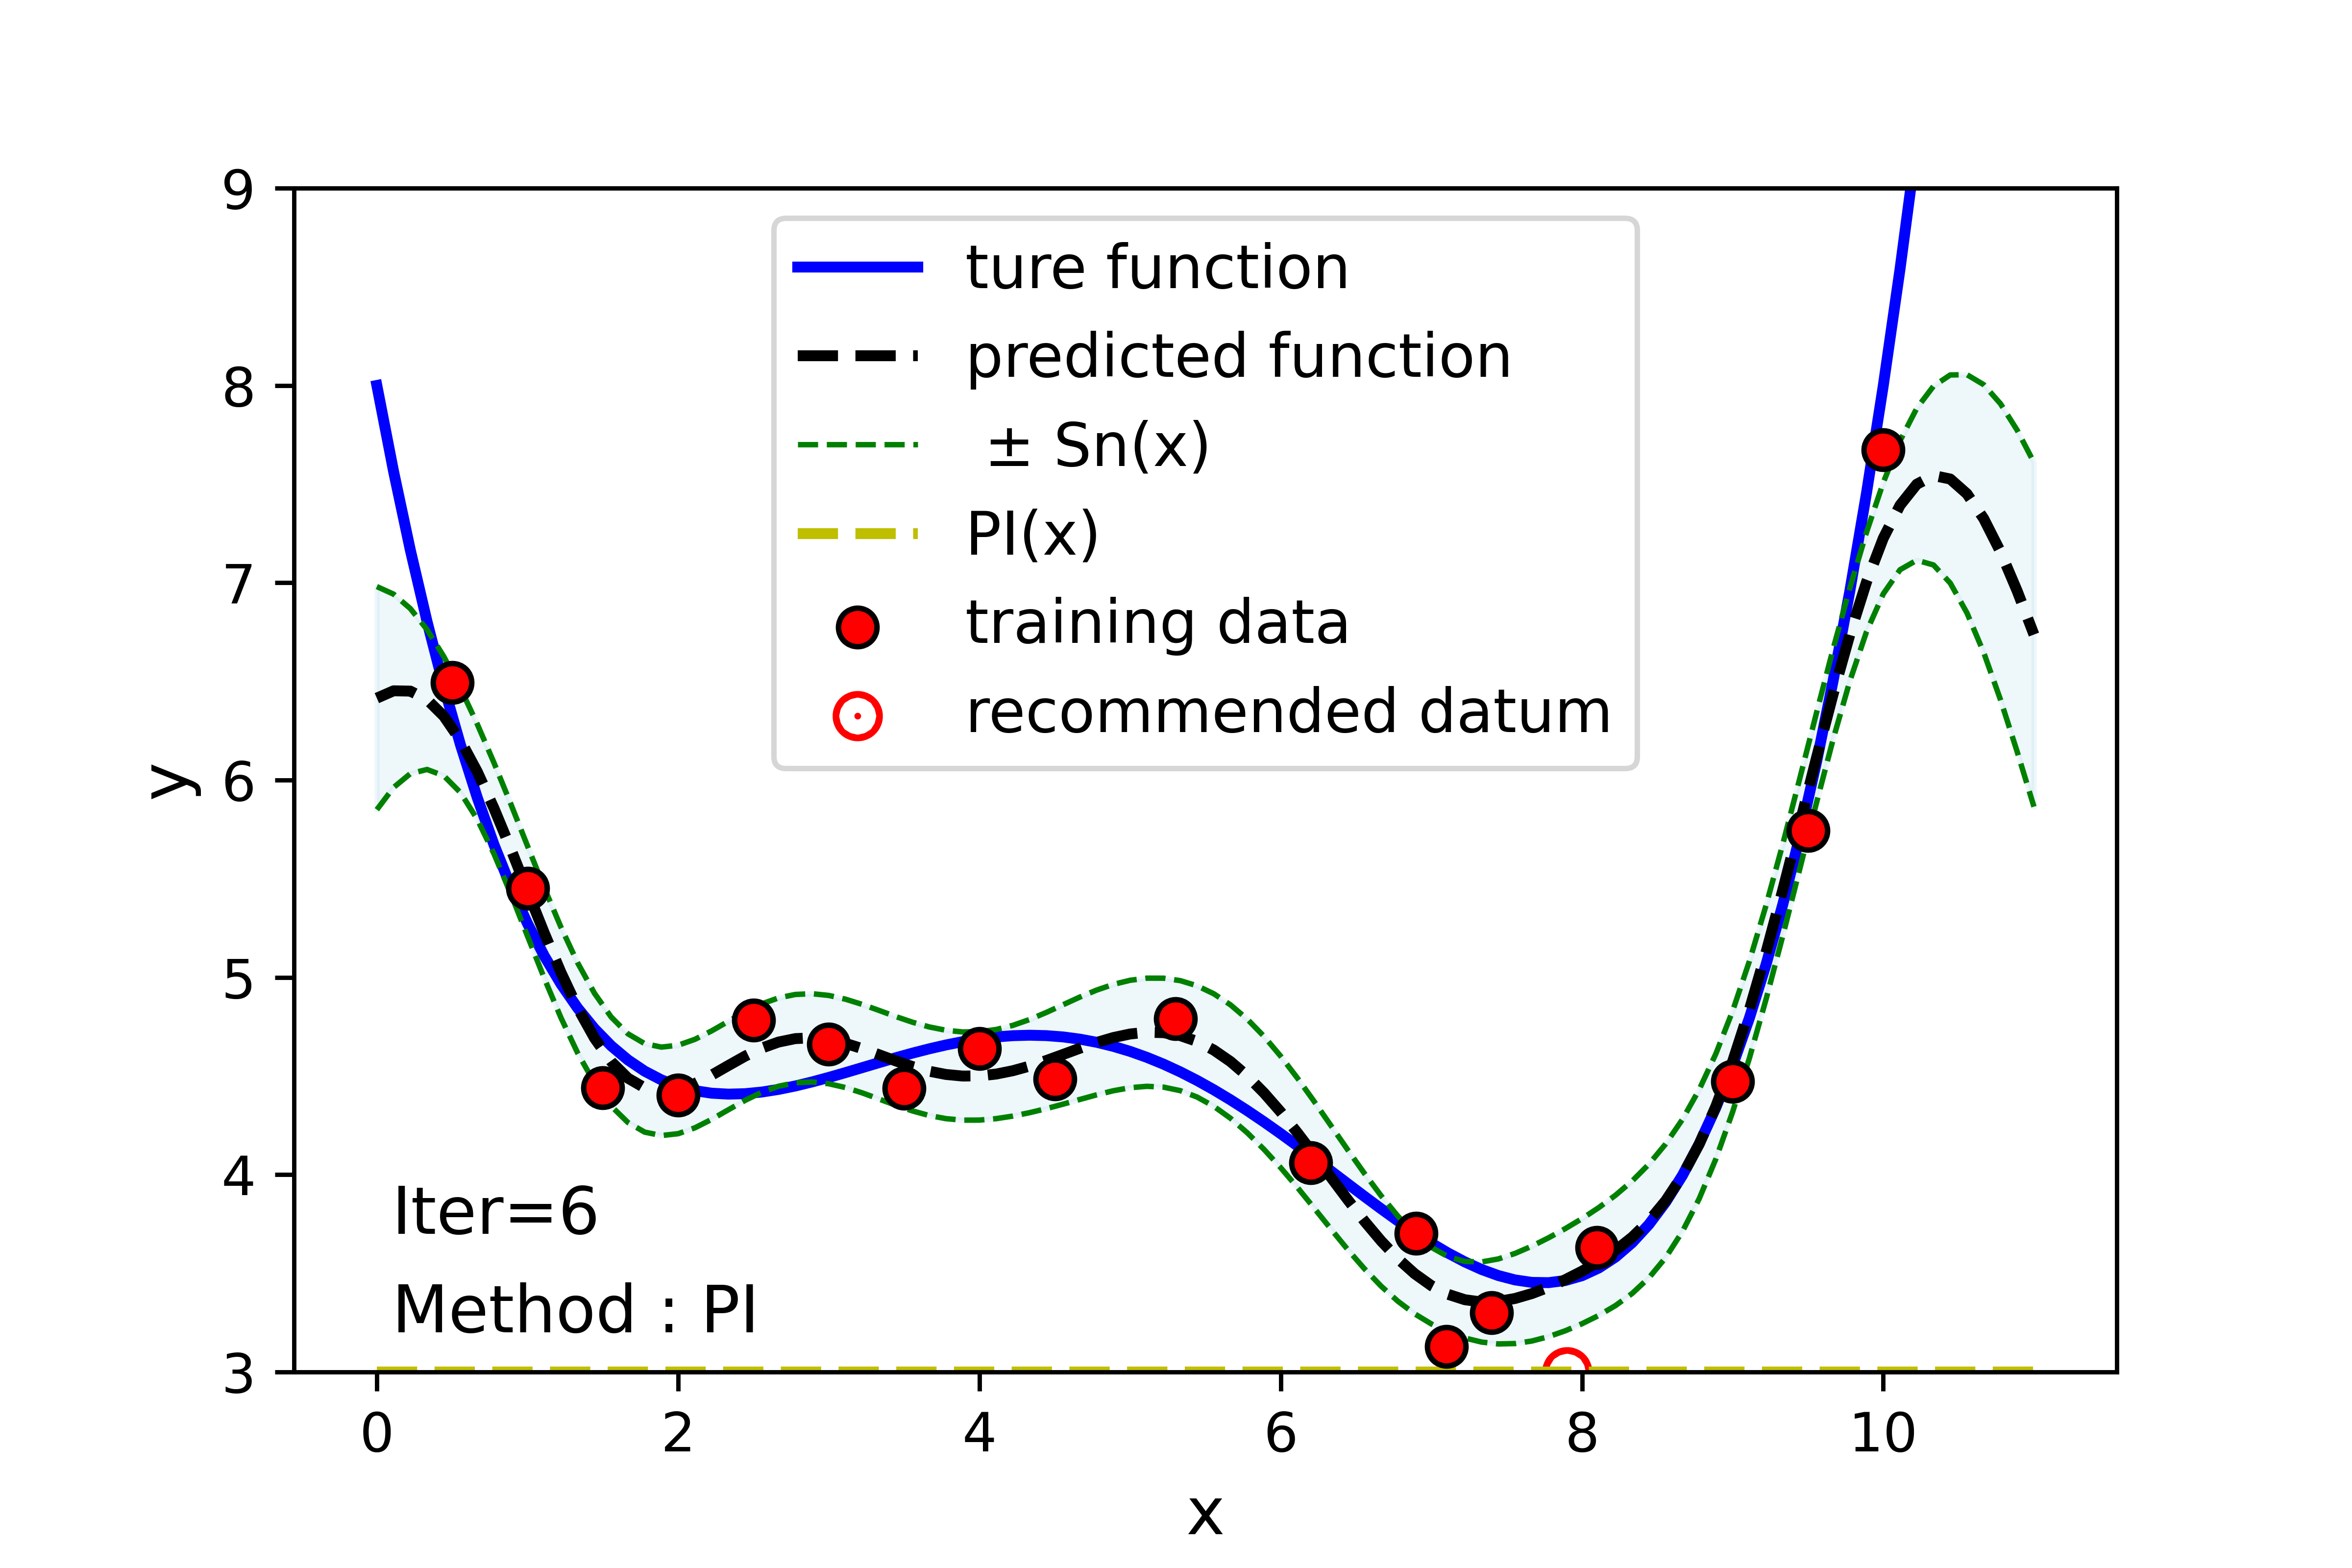 9
8
7
6
5
4
3
y
ture function
predicted function
± Sn(x)
PI(x)
training data
recommended datum
Iter=6
Method : PI
0 2 4 6 8 10
x